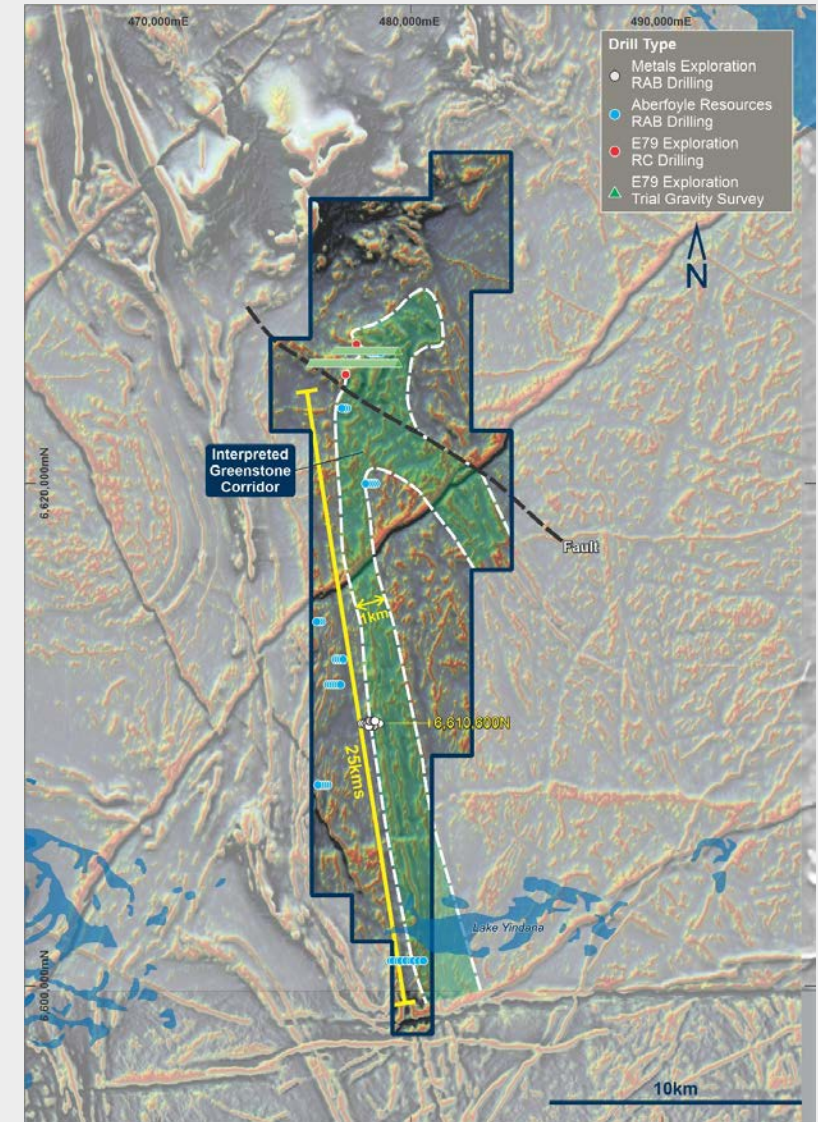 470,000mE
480,000mE
490,000mE
Drill Type
Metals Exploration
RAB Drilling
Aberfoyle Resources
RAB Drilling
E79 Exploration
RC Drilling
E79 Exploration
Trial Gravity Survey
N
Interpreted
Greenstone
Corridor
6,620,000mN
Fault
1km
6,610,600N
25kms
Lake Yindana
6,600,000mN
10km